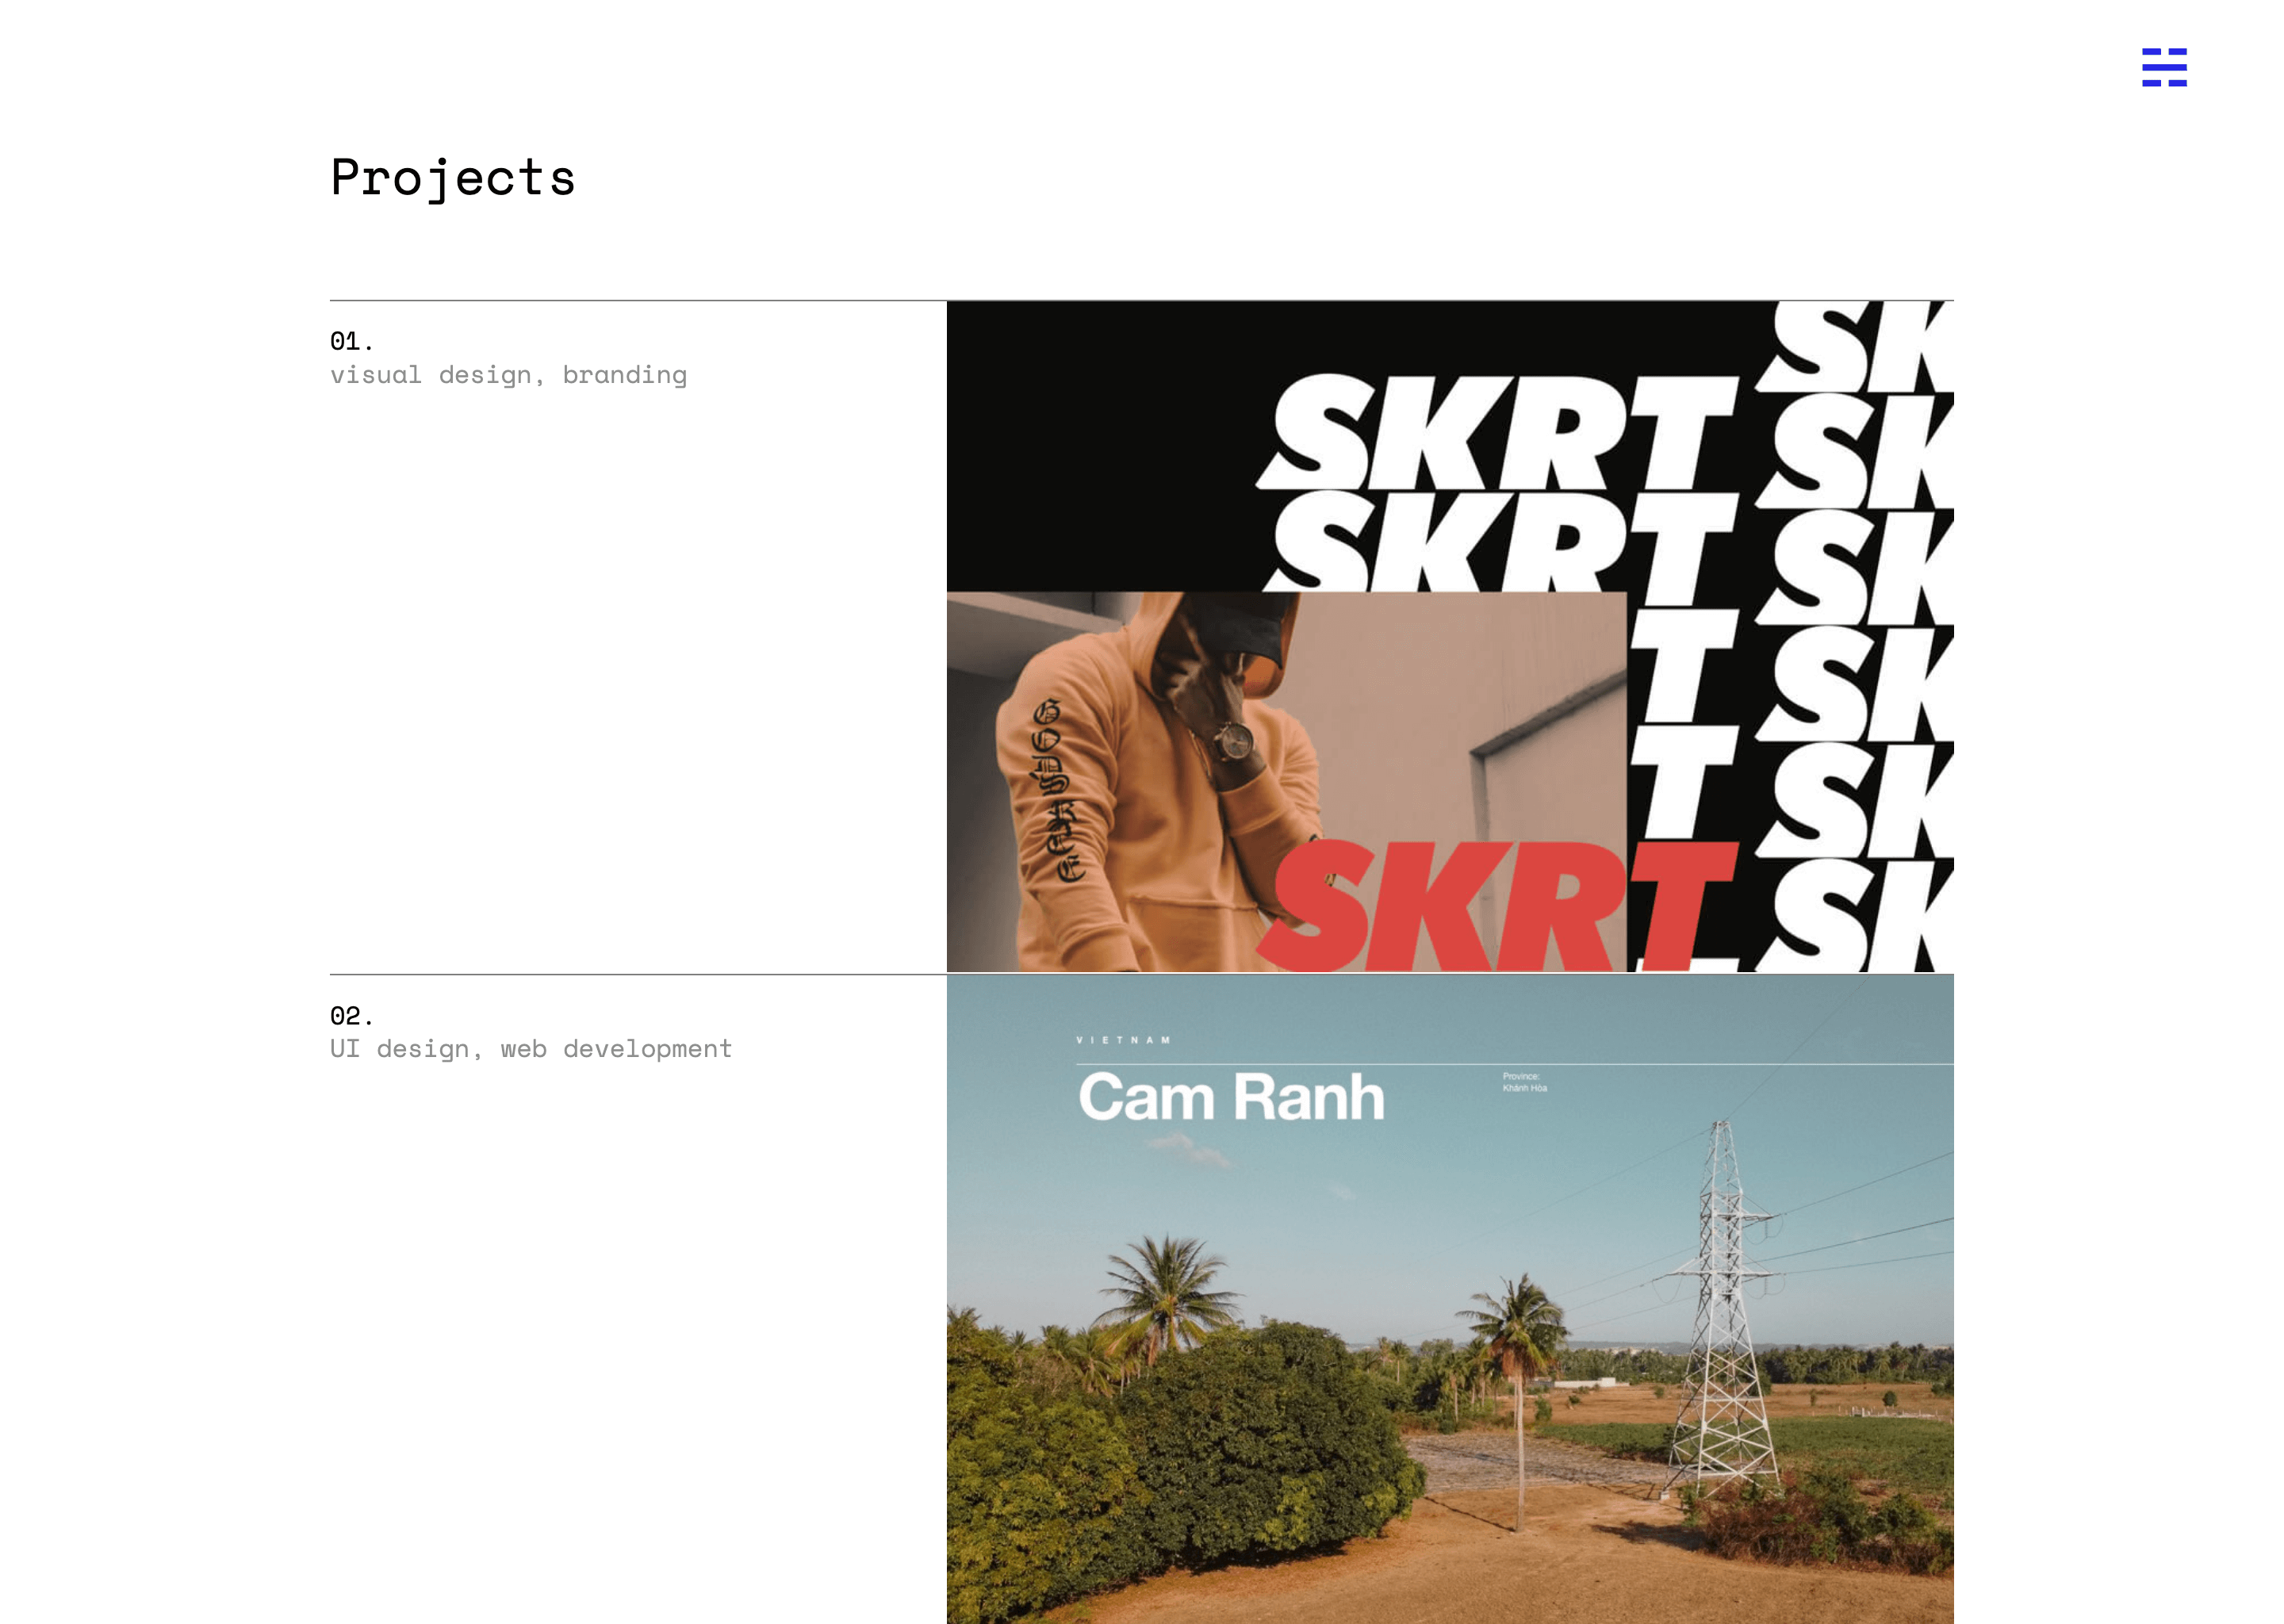 Projects
01.
visual design, branding
SK
SKRT
SK
SKRT
SK
T
SK
T
SK
SKRT
SK
02.
UI design, web development
VIETNAM
Cam Ranh
Province:
Khánh Hòa